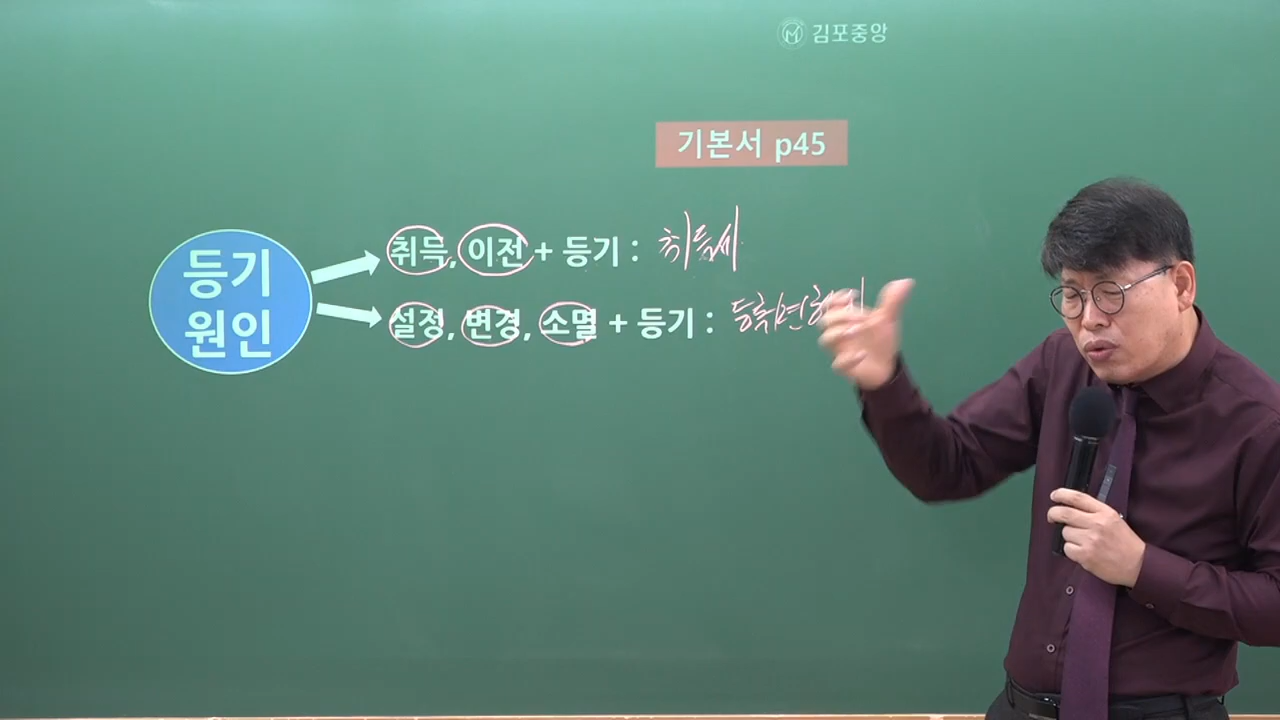 김포중앙
기본서 p45
등기
원인
취득, 이전 + 등기 : 취득세
설정, 변경, 소멸 + 등기 : 등록면허